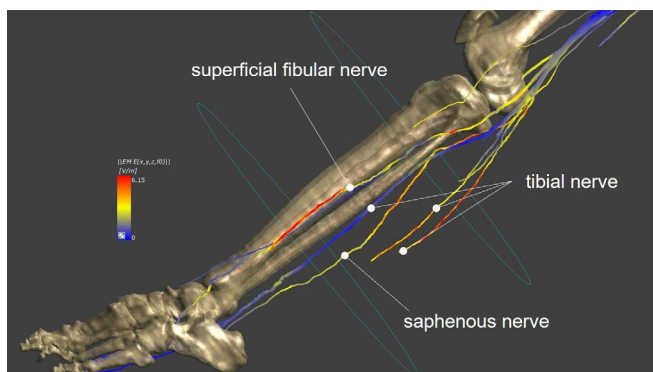 superficial fibular nerve
||EM E(x,y,z,f0)||
[V/m]
6.15
0
tibial nerve
saphenous nerve